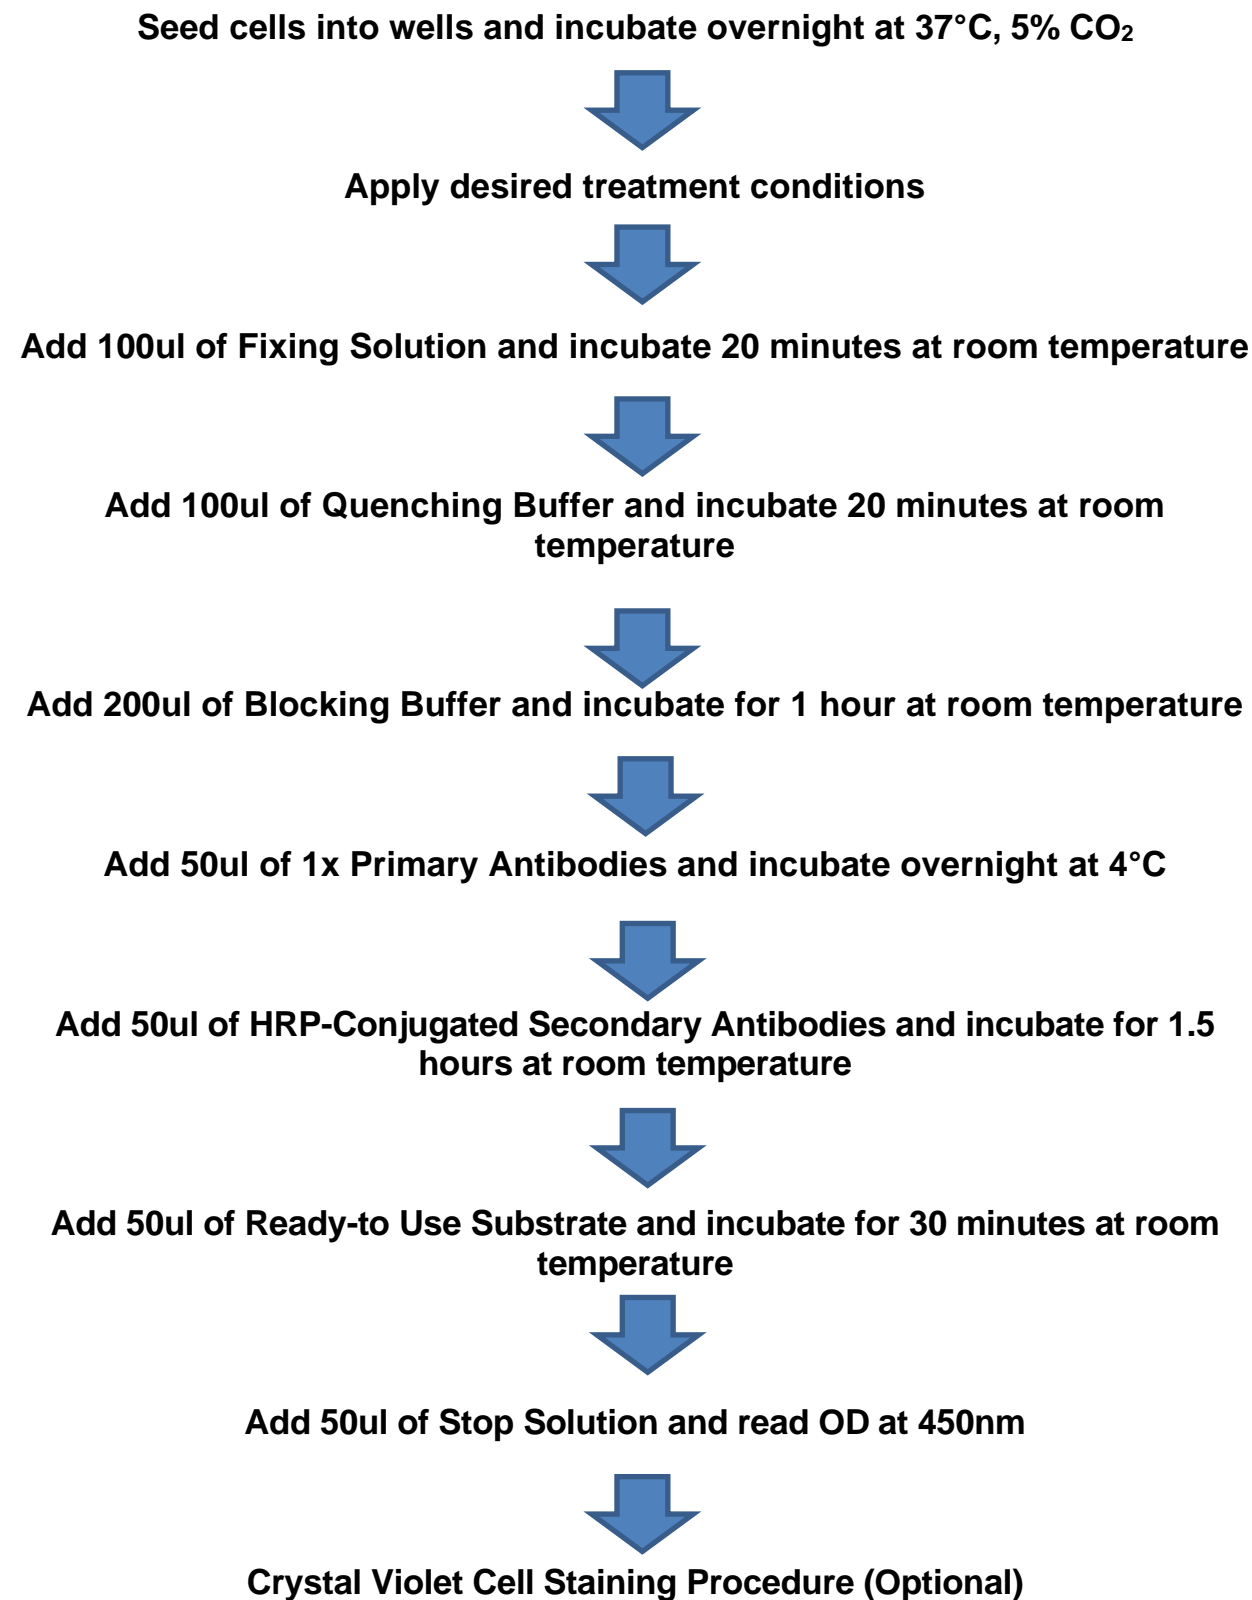 Seed cells into wells and incubate overnight at 37°C, 5% CO₂
Apply desired treatment conditions
Add 100ul of Fixing Solution and incubate 20 minutes at room temperature
Add 100ul of Quenching Buffer and incubate 20 minutes at room
temperature
Add 200ul of Blocking Buffer and incubate for 1 hour at room temperature
Add 50ul of 1x Primary Antibodies and incubate overnight at 4°C
Add 50ul of HRP-Conjugated Secondary Antibodies and incubate for 1.5
hours at room temperature
Add 50ul of Ready-to Use Substrate and incubate for 30 minutes at room
temperature
Add 50ul of Stop Solution and read OD at 450nm
Crystal Violet Cell Staining Procedure (Optional)